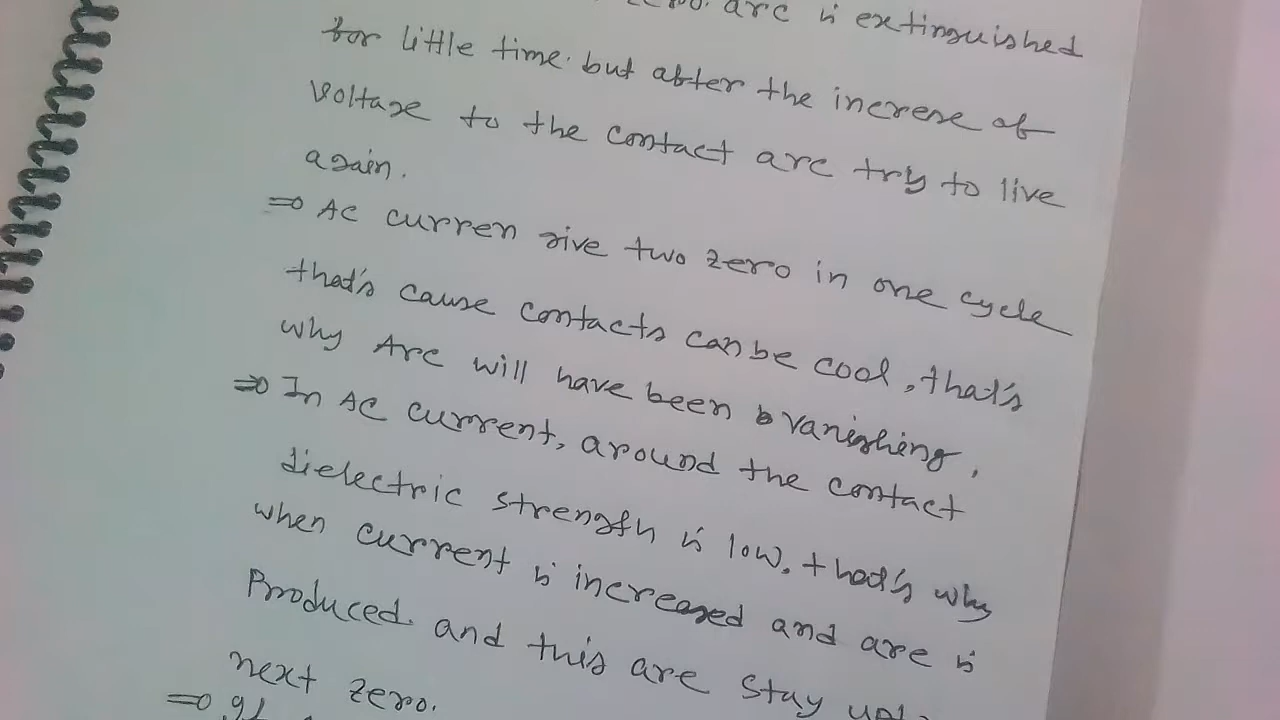 zero. arc is extinguished
for little time. but after the increse of
voltage to the contact arc try to live
again.
⇒ AC curren give two zero in one cycle
that's cause contacts can be cool, that's
why Arc will have been vanishing.
⇒ In AC current, around the contact
dielectric strength is low. that's why
when current is increased and arc is
Produced. and this arc stay
next zero.
⇒